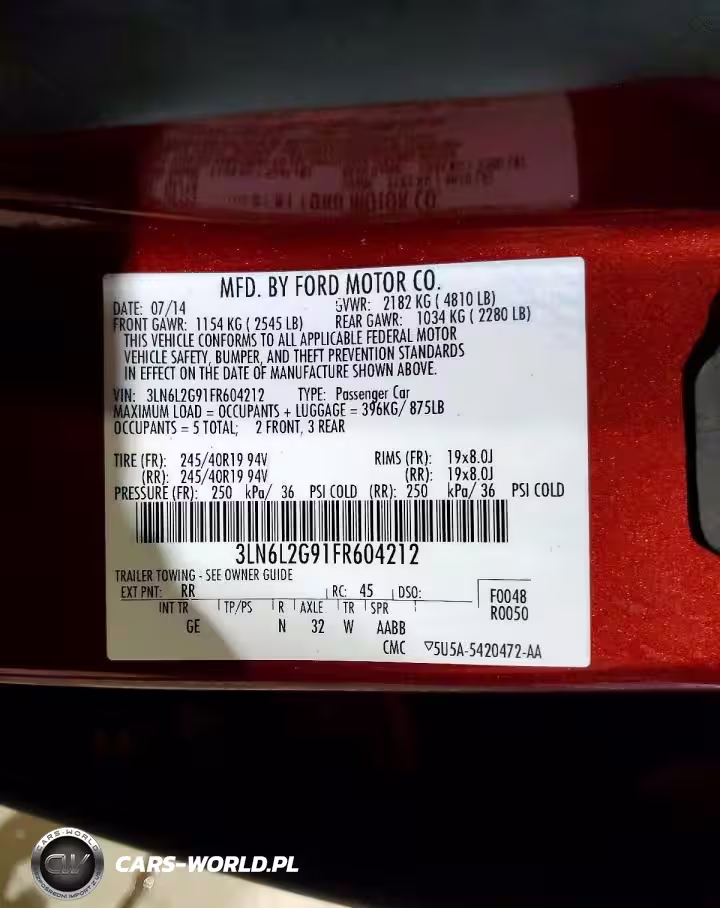 MFD. BY FORD MOTOR CO.
DATE: 07/14 GVWR: 2182 KG ( 4810 LB)
FRONT GAWR: 1154 KG ( 2545 LB) REAR GAWR: 1034 KG ( 2280 LB)
THIS VEHICLE CONFORMS TO ALL APPLICABLE FEDERAL MOTOR
VEHICLE SAFETY, BUMPER, AND THEFT PREVENTION STANDARDS
IN EFFECT ON THE DATE OF MANUFACTURE SHOWN ABOVE.
VIN: 3LN6L2G91FR604212 TYPE: Passenger Car
MAXIMUM LOAD = OCCUPANTS + LUGGAGE = 396KG/ 875LB
OCCUPANTS = 5 TOTAL; 2 FRONT, 3 REAR
TIRE (FR): 245/40R19 94V RIMS (FR): 19x8.0J
(RR): 245/40R19 94V (RR): 19x8.0J
PRESSURE (FR): 250 kPa/ 36 PSI COLD (RR): 250 kPa/ 36 PSI COLD
3LN6L2G91FR604212
TRAILER TOWING - SEE OWNER GUIDE
EXT PNT: RR RC: 45 DSO: F0048
INT TR TP/PS R AXLE TR SPR R0050
GE N 32 W AABB
CMC 5U5A-5420472-AA
CARS-WORLD
CW
CARS-WORLD.PL